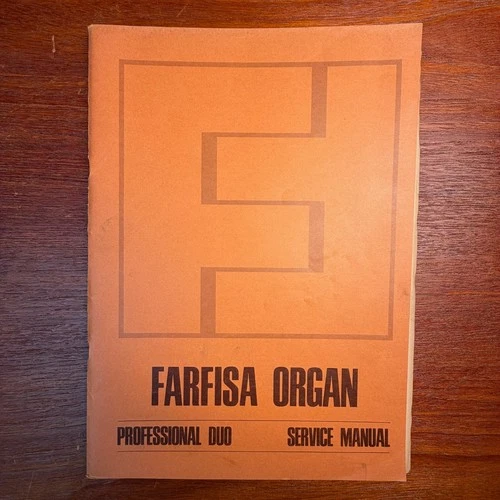 FARFISA ORGAN
PROFESSIONAL DUO SERVICE MANUAL